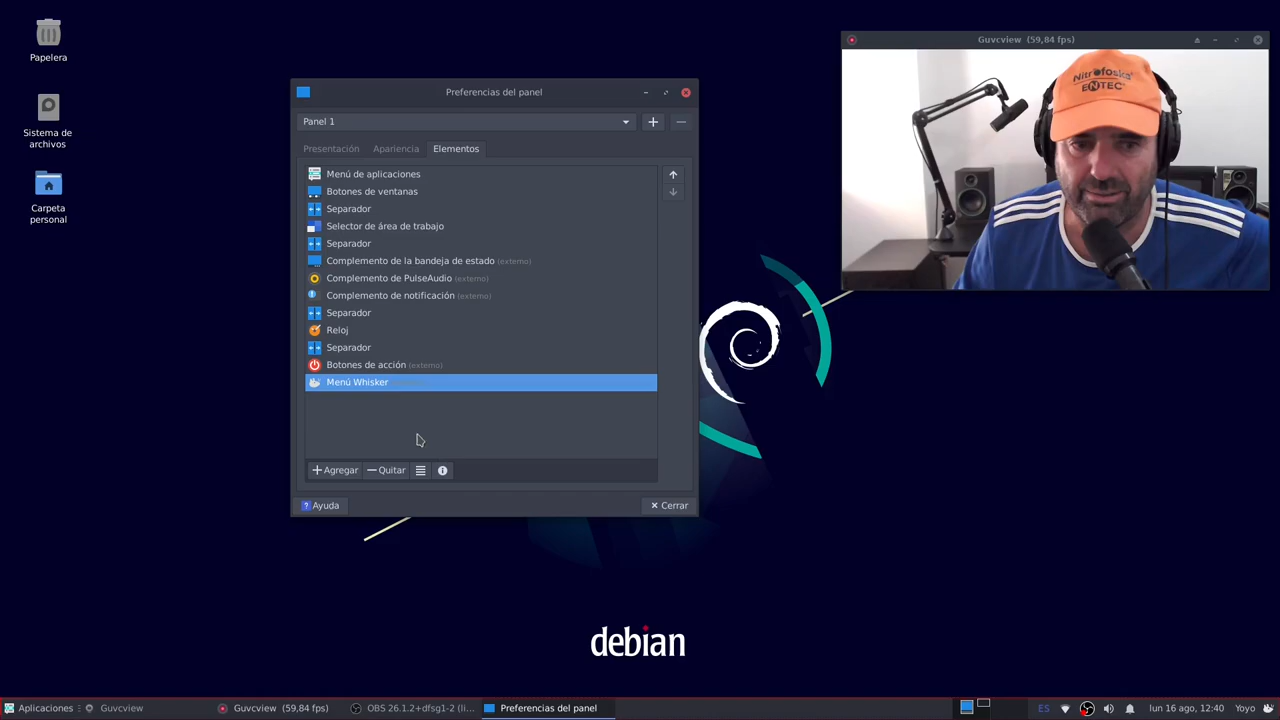 Papelera
Sistema de
archivos
Carpeta
personal
Preferencias del panel
Panel 1
Presentación
Apariencia
Elementos
Menú de aplicaciones
Botones de ventanas
Separador
Selector de área de trabajo
Separador
Complemento de la bandeja de estado (externo)
Complemento de PulseAudio (externo)
Complemento de notificación (externo)
Separador
Reloj
Separador
Botones de acción (externo)
Menú Whisker
Agregar
Quitar
Ayuda
Cerrar
Guvcview (59,84 fps)
Nitrofoska
ENTEC
debian
Aplicaciones
Guvcview
Guvcview (59,84 fps)
OBS 26.1.2+dfsg1-2 (li...
Preferencias del panel
ES
lun 16 ago, 12:40
Yoyo